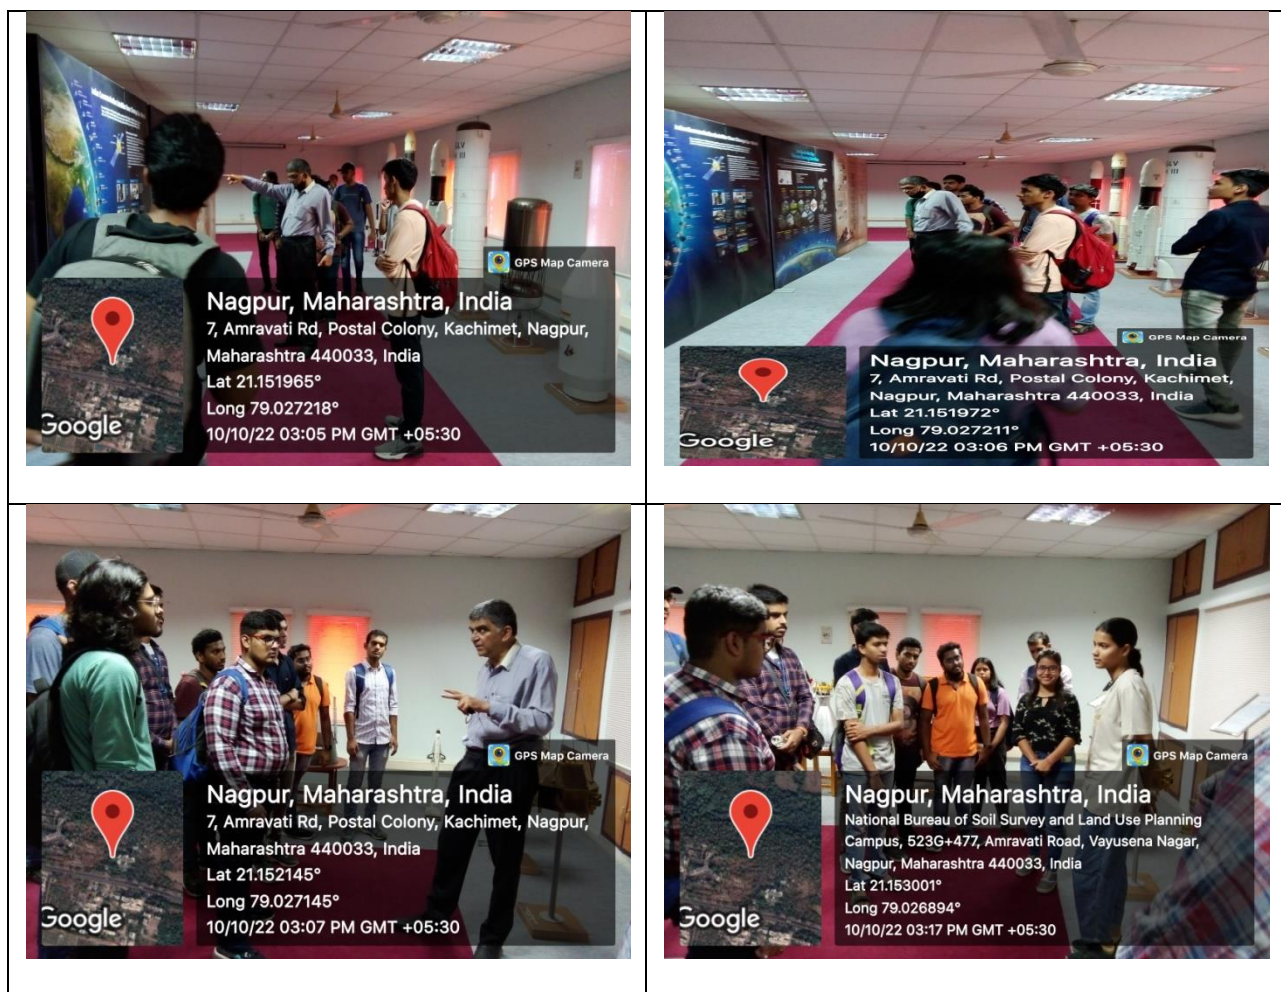 GPS Map Camera
Nagpur, Maharashtra, India
7, Amravati Rd, Postal Colony, Kachimet, Nagpur,
Maharashtra 440033, India
Lat 21.151965°
Long 79.027218°
10/10/22 03:05 PM GMT +05:30
Google
LV
III
GPS Map Camera
Nagpur, Maharashtra, India
7, Amravati Rd, Postal Colony, Kachimet,
Nagpur, Maharashtra 440033, India
Lat 21.151972°
Long 79.027211°
10/10/22 03:06 PM GMT +05:30
Google
GPS Map Camera
Nagpur, Maharashtra, India
7, Amravati Rd, Postal Colony, Kachimet, Nagpur,
Maharashtra 440033, India
Lat 21.152145°
Long 79.027145°
10/10/22 03:07 PM GMT +05:30
Google
GPS Map Camera
Nagpur, Maharashtra, India
National Bureau of Soil Survey and Land Use Planning
Campus, 523G+477, Amravati Road, Vayusena Nagar,
Nagpur, Maharashtra 440033, India
Lat 21.153001°
Long 79.026894°
10/10/22 03:17 PM GMT +05:30
Google